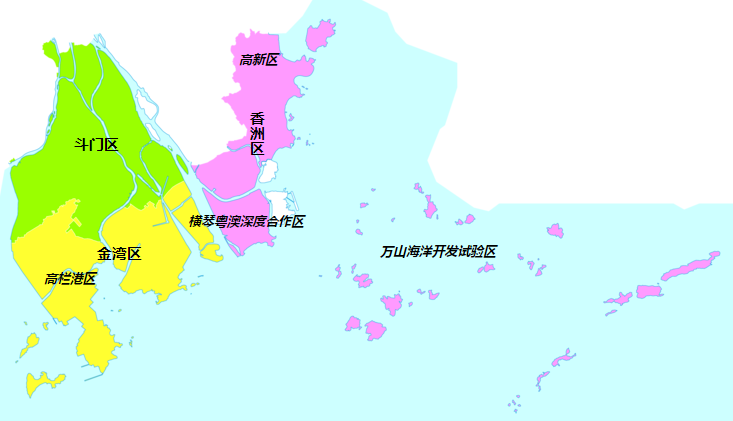 高新区
香洲区
斗门区
横琴粤澳深度合作区
金湾区
万山海洋开发试验区
高栏港区